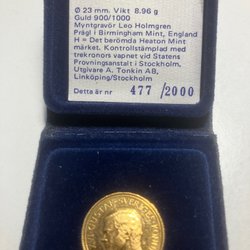 Ø 23 mm. Vikt 8.96 g
Guld 900/1000
Myntgravör Leo Holmgren
Prägl i Birmingham Mint, England
H = Det berömda Heaton Mint
märket. Kontrollstämplad med
trekronors vapnet vid Statens
Provningsanstalt i Stockholm.
Utgivare A. Tonkin AB,
Linköping/Stockholm
Detta är nr 477 /2000